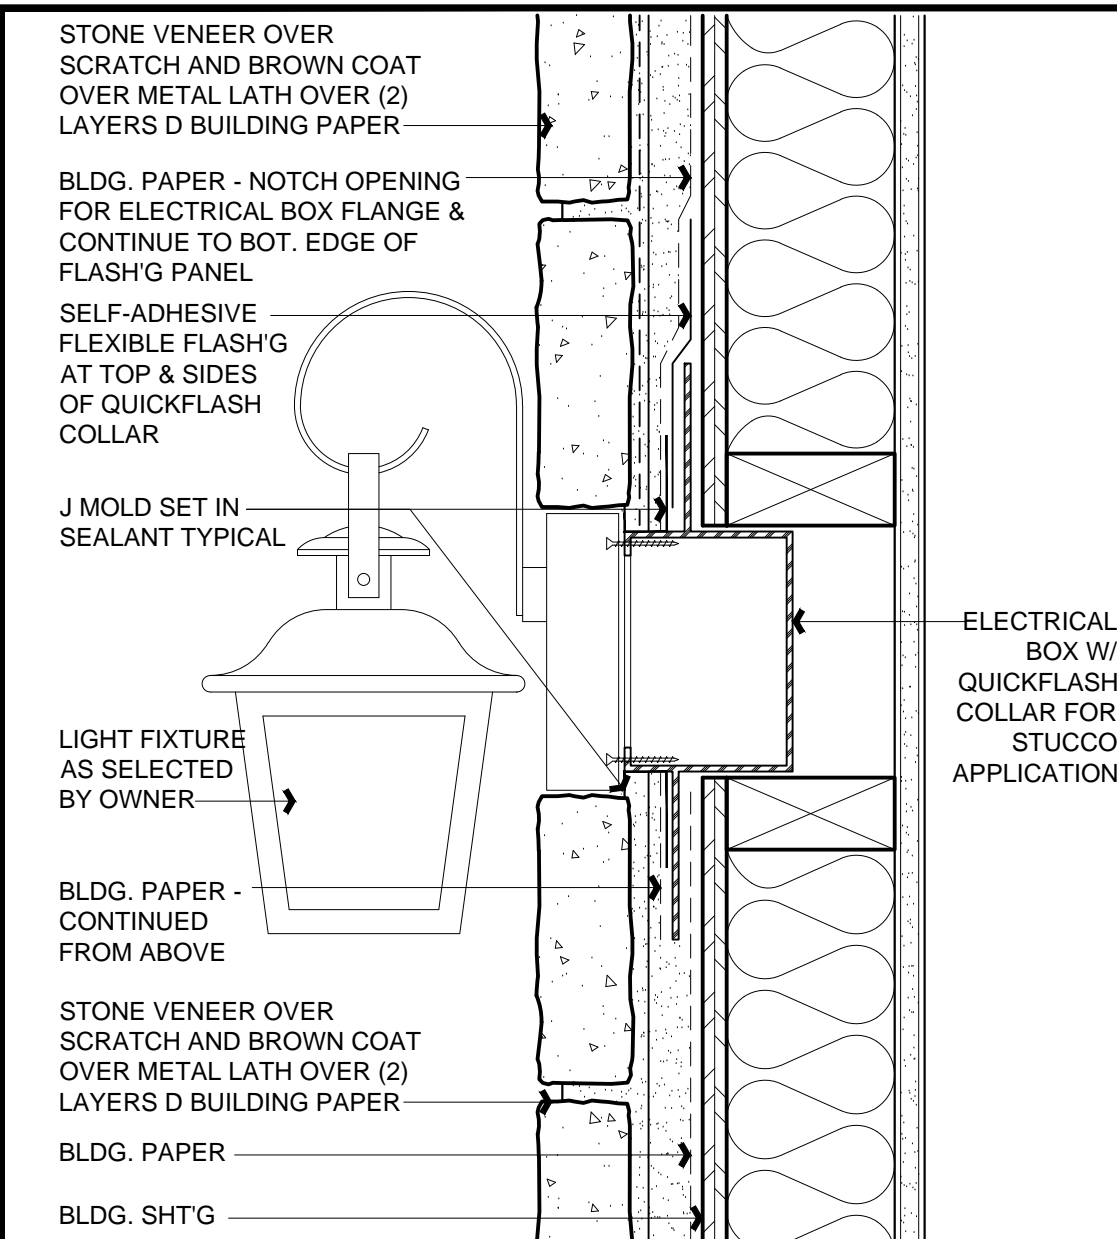 STONE VENEER OVER
SCRATCH AND BROWN COAT
OVER METAL LATH OVER (2)
LAYERS D BUILDING PAPER
BLDG. PAPER - NOTCH OPENING
FOR ELECTRICAL BOX FLANGE &
CONTINUE TO BOT. EDGE OF
FLASH'G PANEL
SELF-ADHESIVE
FLEXIBLE FLASH'G
AT TOP & SIDES
OF QUICKFLASH
COLLAR
J MOLD SET IN
SEALANT TYPICAL
ELECTRICAL
BOX W/
QUICKFLASH
COLLAR FOR
STUCCO
APPLICATION
LIGHT FIXTURE
AS SELECTED
BY OWNER
BLDG. PAPER -
CONTINUED
FROM ABOVE
STONE VENEER OVER
SCRATCH AND BROWN COAT
OVER METAL LATH OVER (2)
LAYERS D BUILDING PAPER
BLDG. PAPER
BLDG. SHT'G